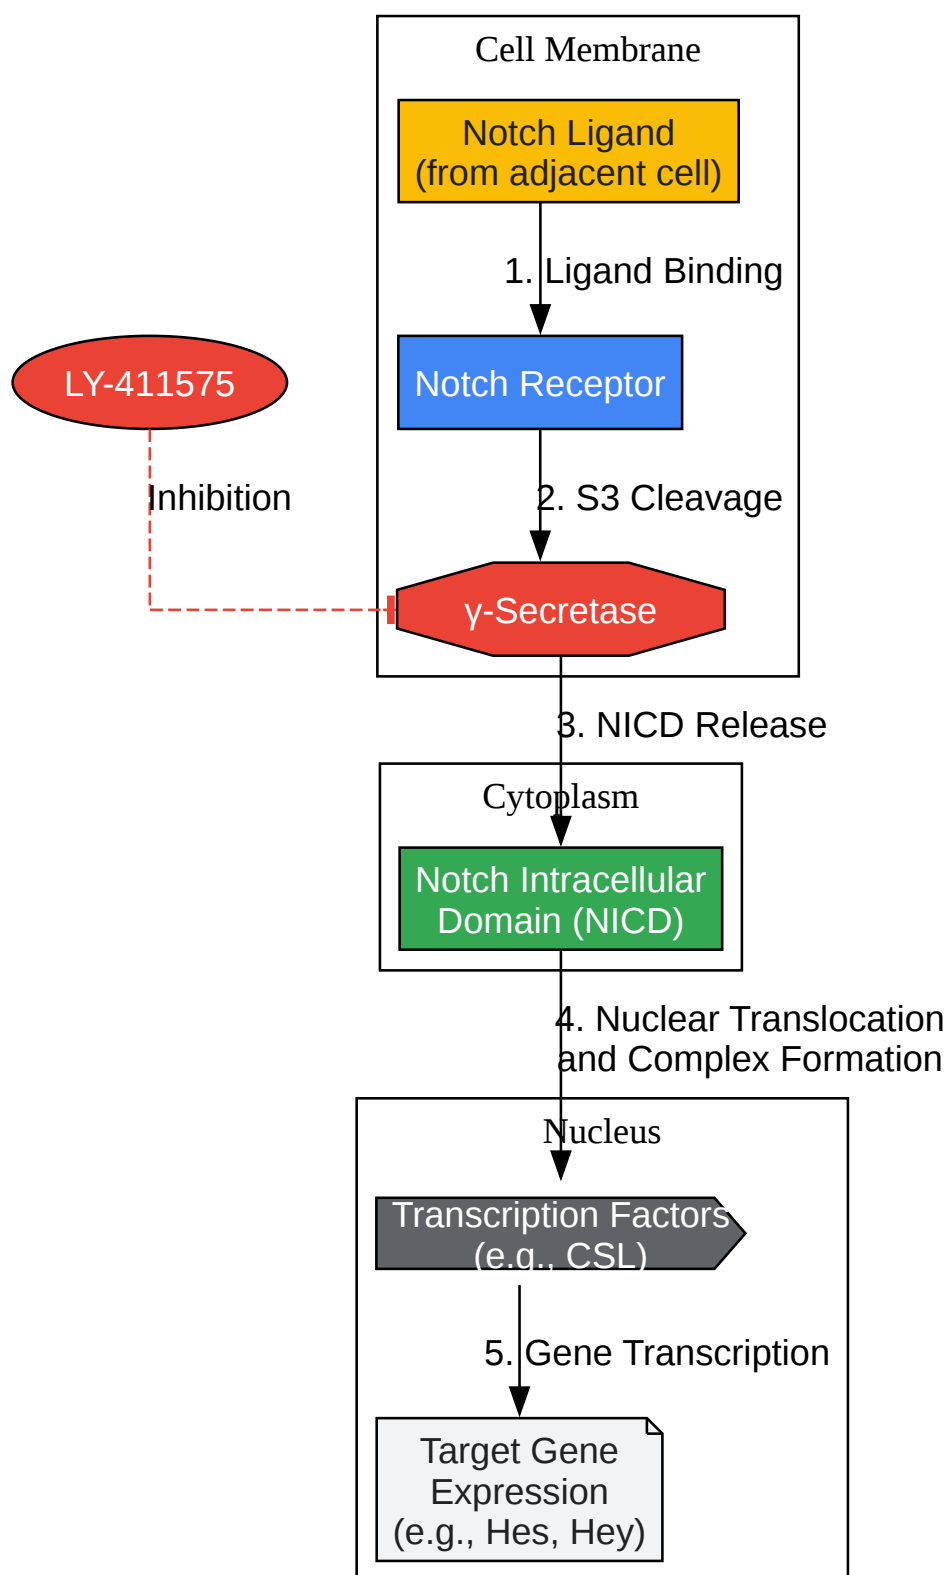 Cell Membrane
Notch Ligand
(from adjacent cell)
1. Ligand Binding
LY-411575
Notch Receptor
Inhibition
2. S3 Cleavage
γ-Secretase
3. NICD Release
Cytoplasm
Notch Intracellular
Domain (NICD)
4. Nuclear Translocation
and Complex Formation
Nucleus
Transcription Factors
(e.g., CSL)
5. Gene Transcription
Target Gene
Expression
(e.g., Hes, Hey)